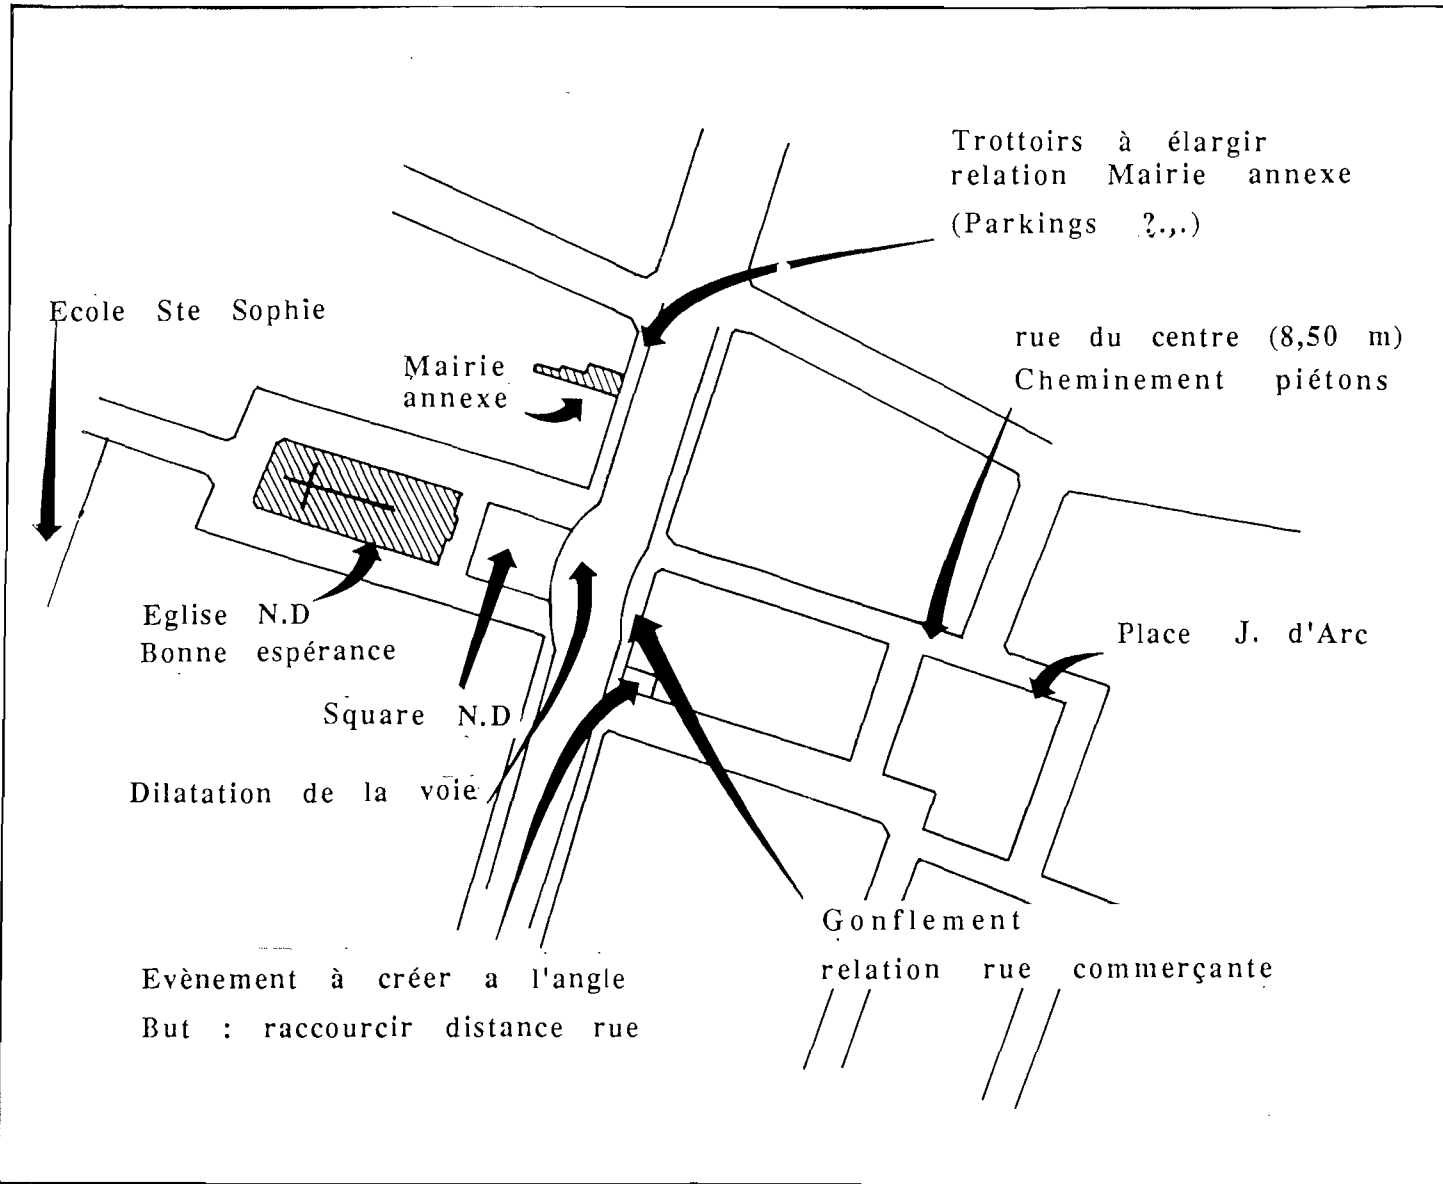 Trottoirs à élargir
relation Mairie annexe
(Parkings ?...)
Ecole Ste Sophie
rue du centre (8,50 m)
Cheminement piétons
Mairie
annexe
Eglise N.D
Bonne espérance
Place J. d'Arc
Square N.D
Dilatation de la voie
Gonflement
relation rue commerçante
Evènement à créer a l'angle
But : raccourcir distance rue